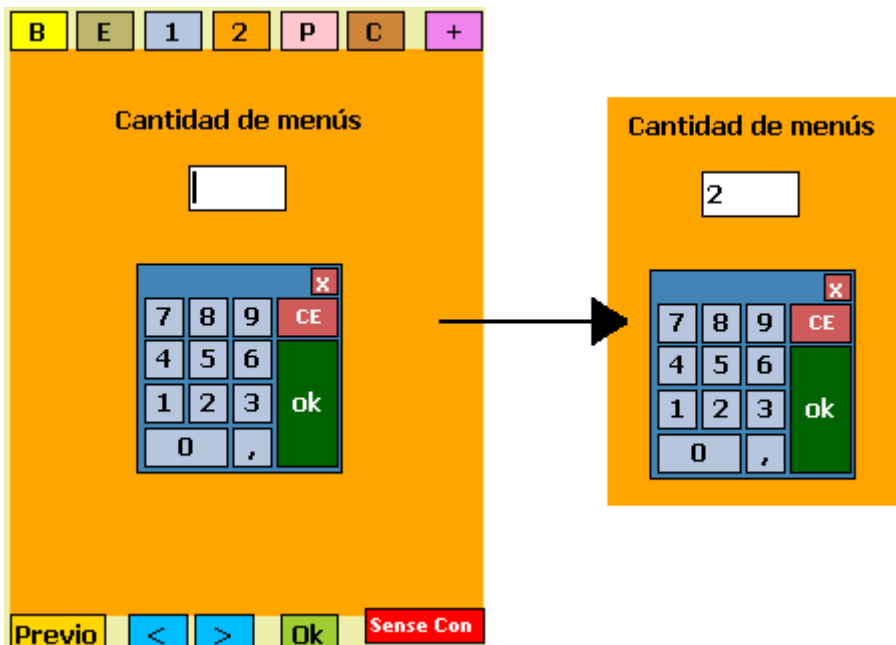 B E 1 2 P C +
Cantidad de menús
x
7 8 9 CE
4 5 6
1 2 3 ok
0 ,
Previo < > Ok Sense Con
Cantidad de menús
2
x
7 8 9 CE
4 5 6
1 2 3 ok
0 ,